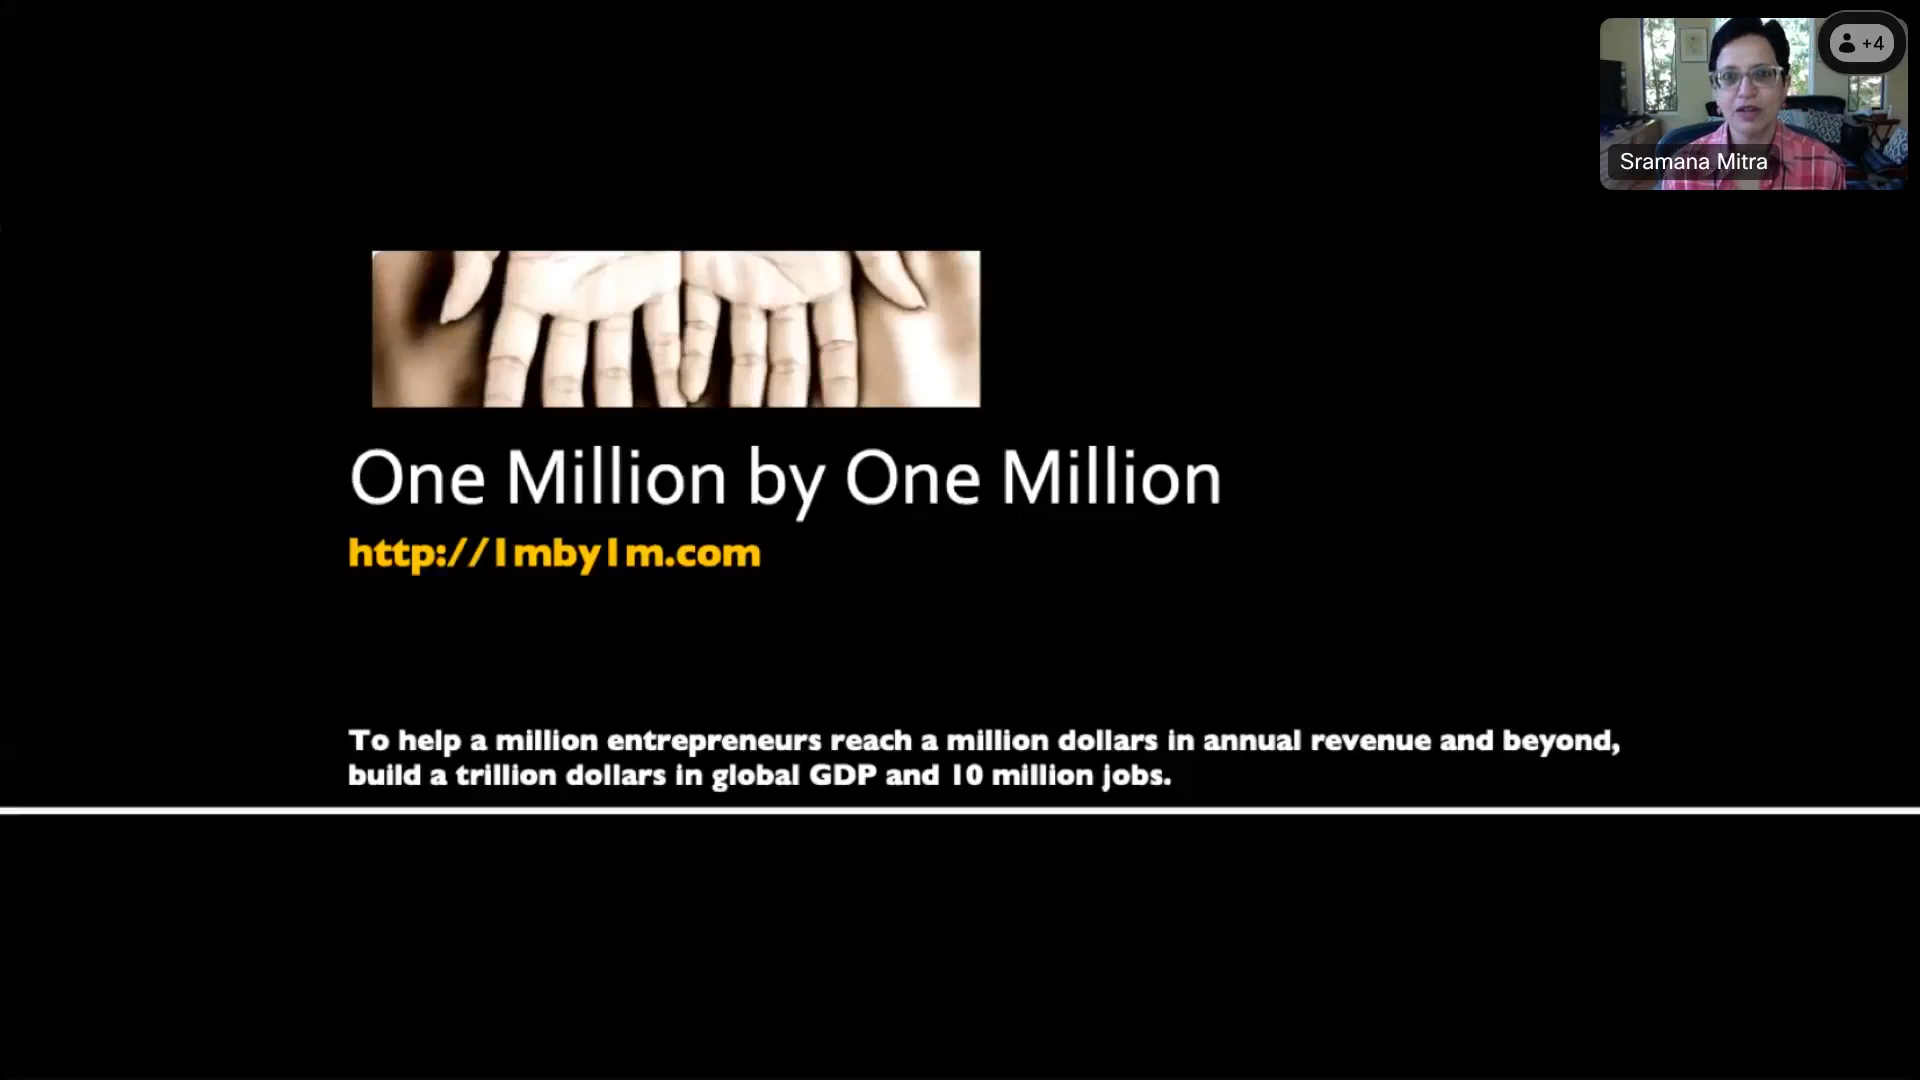 +4
Sramana Mitra
One Million by One Million
http://1mby1m.com
To help a million entrepreneurs reach a million dollars in annual revenue and beyond,
build a trillion dollars in global GDP and 10 million jobs.